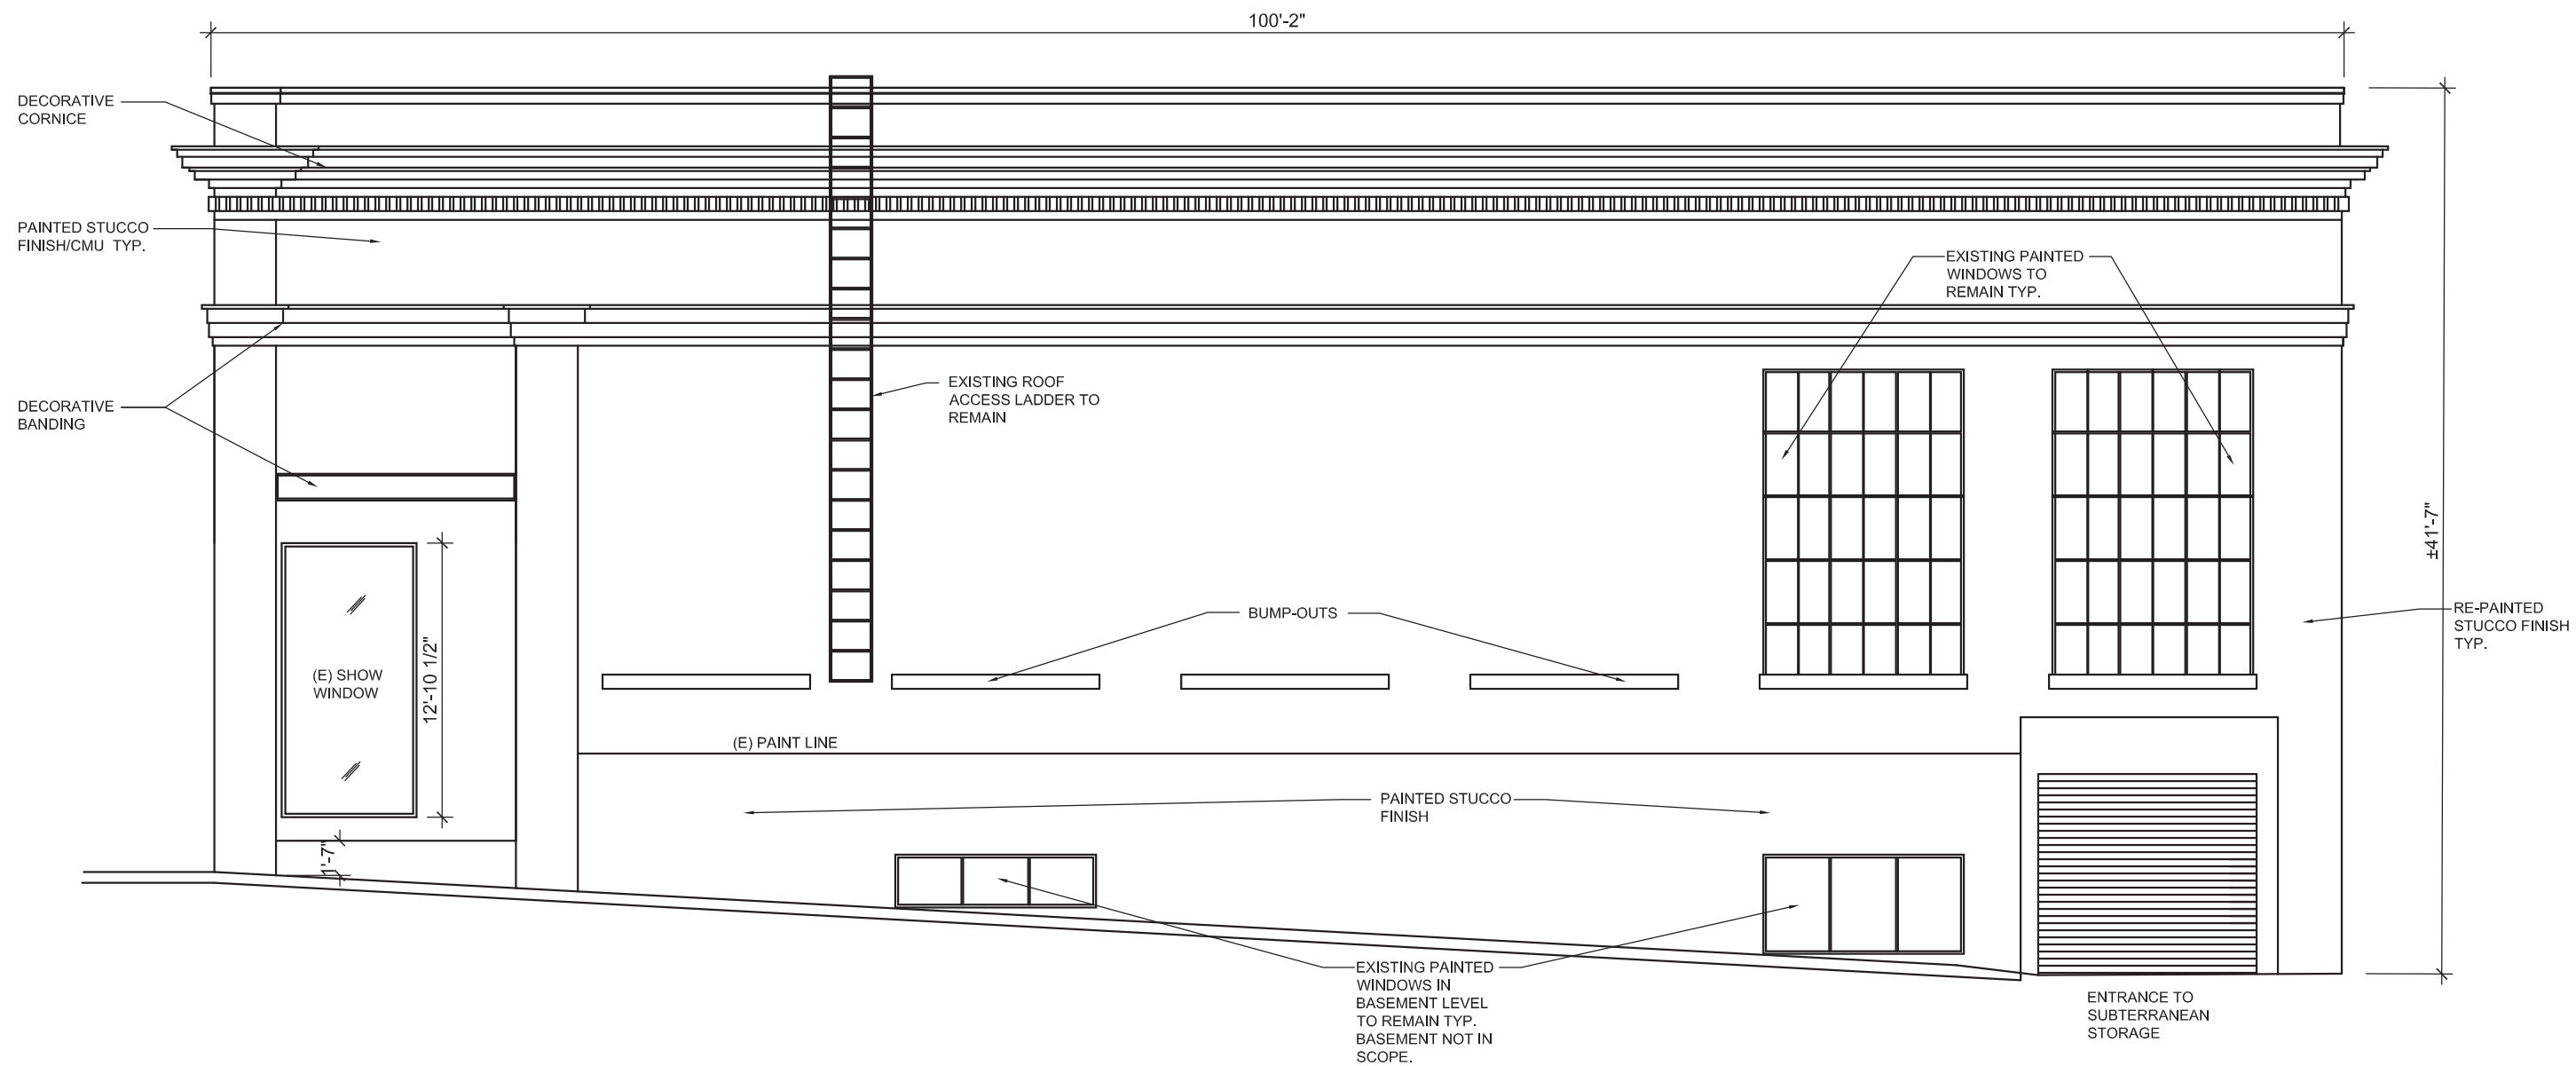 100'-2"
DECORATIVE
CORNICE
PAINTED STUCCO
FINISH/CMU  TYP.
EXISTING PAINTED
WINDOWS TO
REMAIN TYP.
EXISTING ROOF
ACCESS LADDER TO
REMAIN
DECORATIVE
BANDING
±41'-7"
BUMP-OUTS
RE-PAINTED
STUCCO FINISH
TYP.
(E) SHOW
WINDOW
12'-10 1/2"
(E) PAINT LINE
PAINTED STUCCO
FINISH
1'-7"
EXISTING PAINTED
WINDOWS IN
BASEMENT LEVEL
TO REMAIN TYP.
BASEMENT NOT IN
SCOPE.
ENTRANCE TO
SUBTERRANEAN
STORAGE